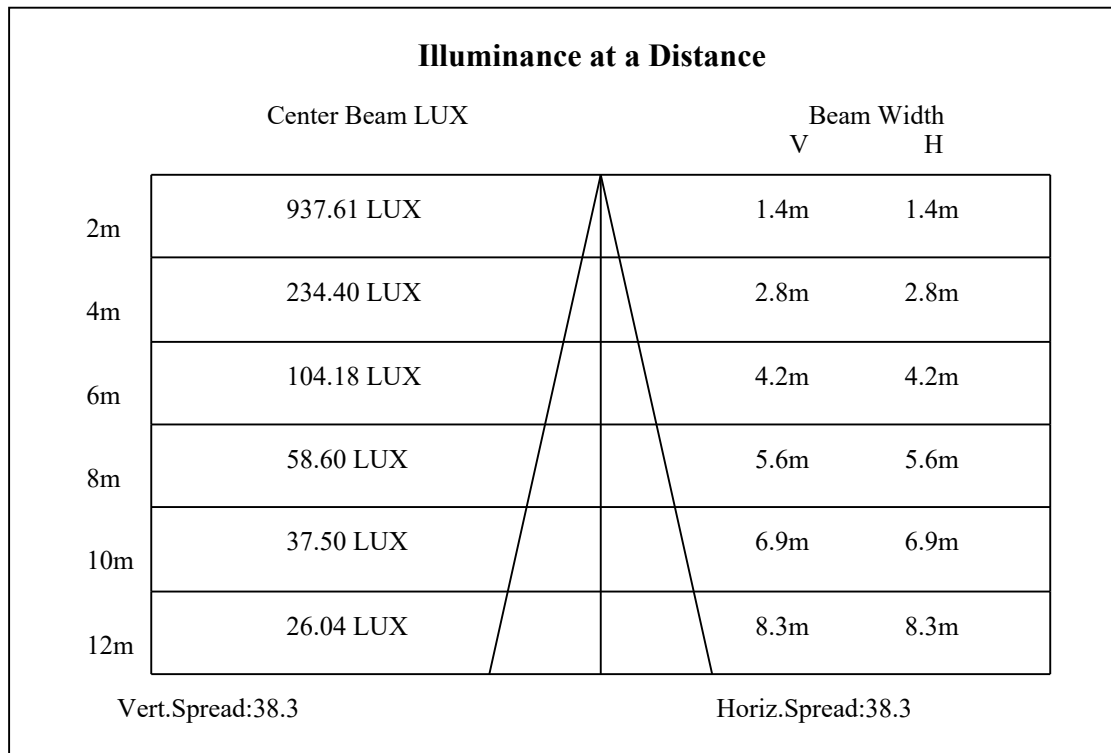 Illuminance at a Distance
Center Beam LUX Beam Width
V H
2m 937.61 LUX 1.4m 1.4m
4m 234.40 LUX 2.8m 2.8m
6m 104.18 LUX 4.2m 4.2m
8m 58.60 LUX 5.6m 5.6m
10m 37.50 LUX 6.9m 6.9m
12m 26.04 LUX 8.3m 8.3m
Vert.Spread:38.3 Horiz.Spread:38.3